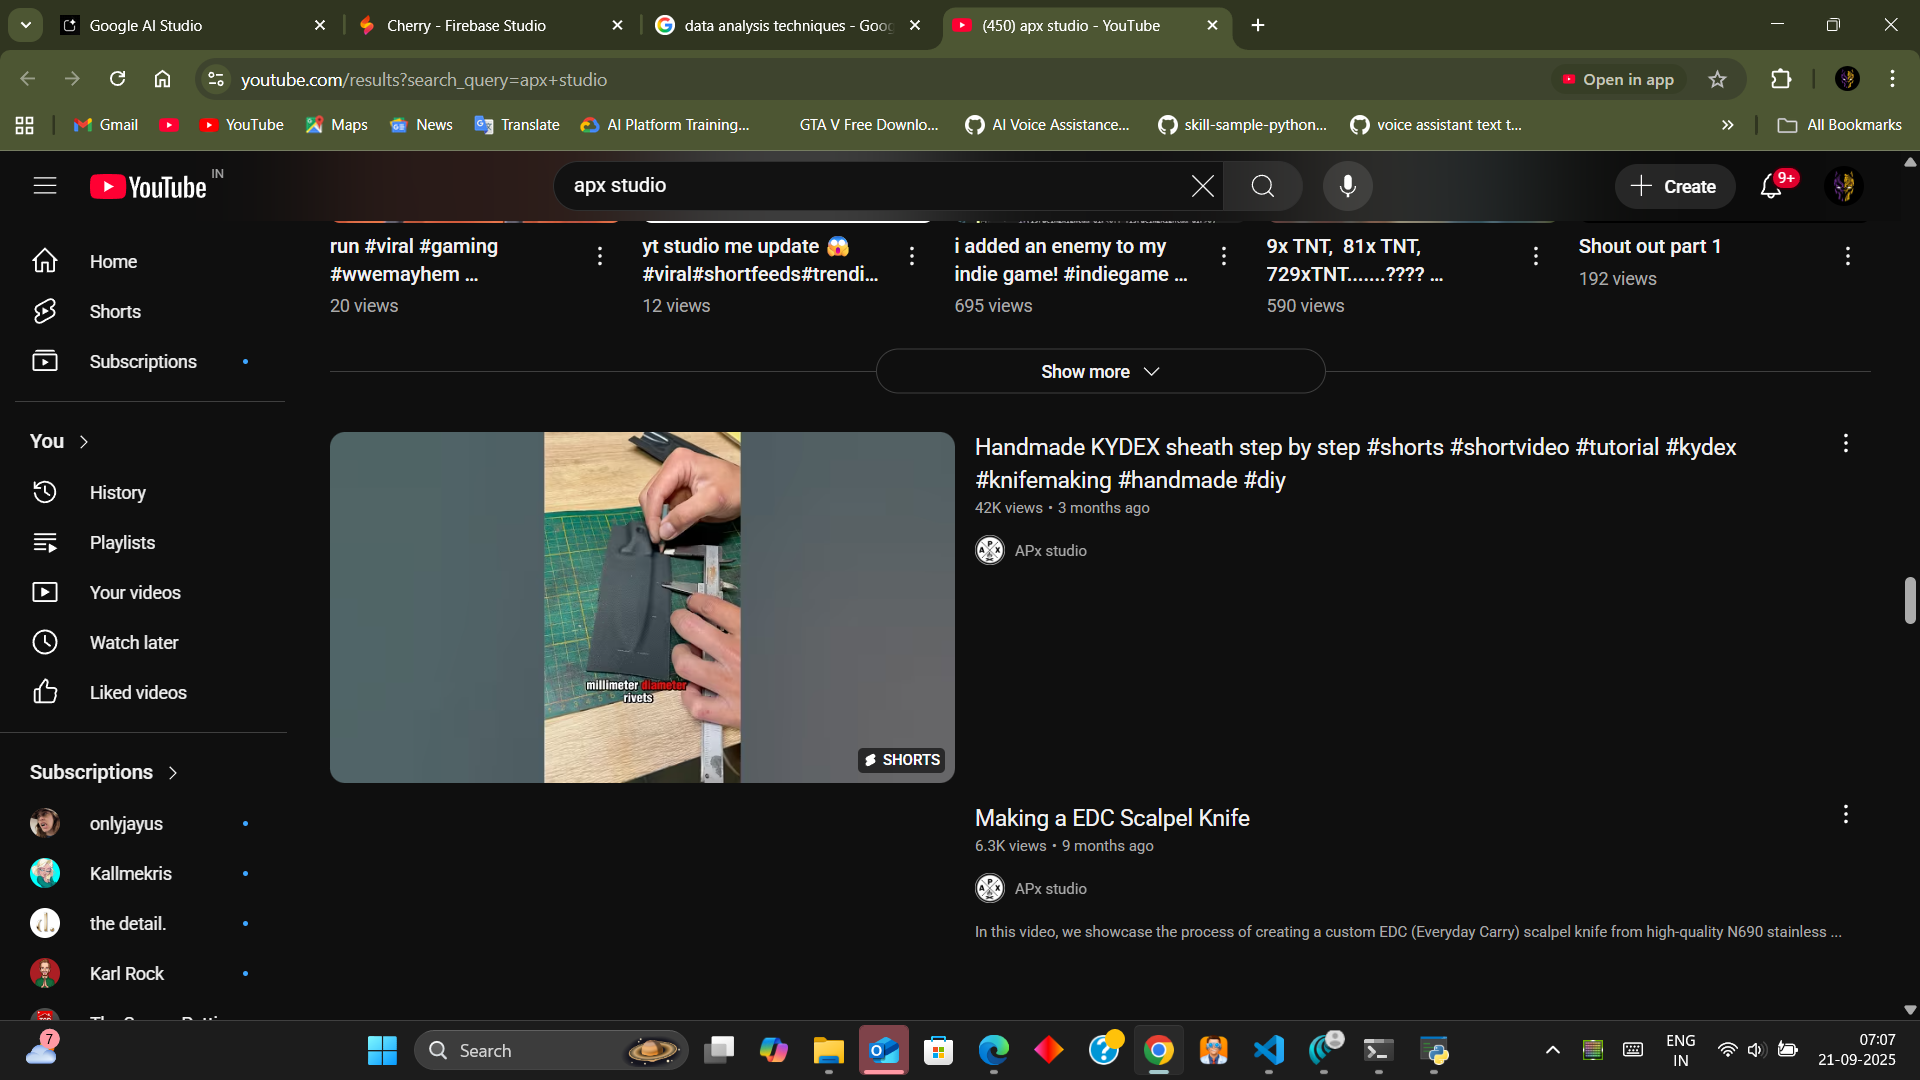 Google AI Studio
Cherry - Firebase Studio
data analysis techniques - Goog
(450) apx studio - YouTube
youtube.com/results?search_query=apx+studio
Open in app
Gmail
YouTube
Maps
News
Translate
AI Platform Training...
GTA V Free Downlo...
AI Voice Assistance...
skill-sample-python...
voice assistant text t...
All Bookmarks
YouTube IN
apx studio
Create
9+
Home
Shorts
Subscriptions
You
History
Playlists
Your videos
Watch later
Liked videos
Subscriptions
onlyjayus
Kallmekris
the detail.
Karl Rock
run #viral #gaming
#wwemayhem ...
20 views
yt studio me update 😱
#viral#shortfeeds#trendi...
12 views
i added an enemy to my
indie game! #indiegame ...
695 views
9x TNT, 81x TNT,
729xTNT.......???? ...
590 views
Shout out part 1
192 views
Show more
millimeter diameter
rivets
SHORTS
Handmade KYDEX sheath step by step #shorts #shortvideo #tutorial #kydex
#knifemaking #handmade #diy
42K views • 3 months ago
APx studio
Making a EDC Scalpel Knife
6.3K views • 9 months ago
APx studio
In this video, we showcase the process of creating a custom EDC (Everyday Carry) scalpel knife from high-quality N690 stainless ...
7
Search
ENG
IN
07:07
21-09-2025